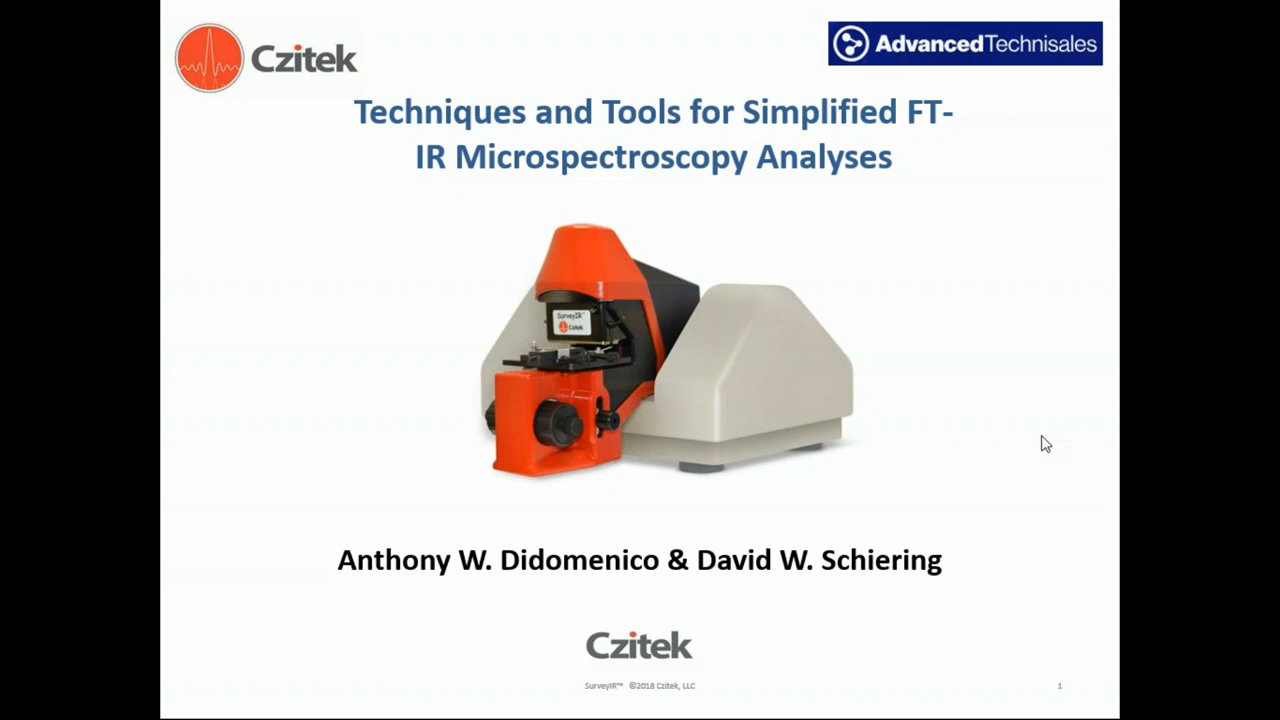 Czitek
AdvancedTechnisales
Techniques and Tools for Simplified FT-
IR Microspectroscopy Analyses
SurveyIR™
Czitek
Anthony W. Didomenico & David W. Schiering
Czitek
SurveyIR™ ©2018 Czitek, LLC
1